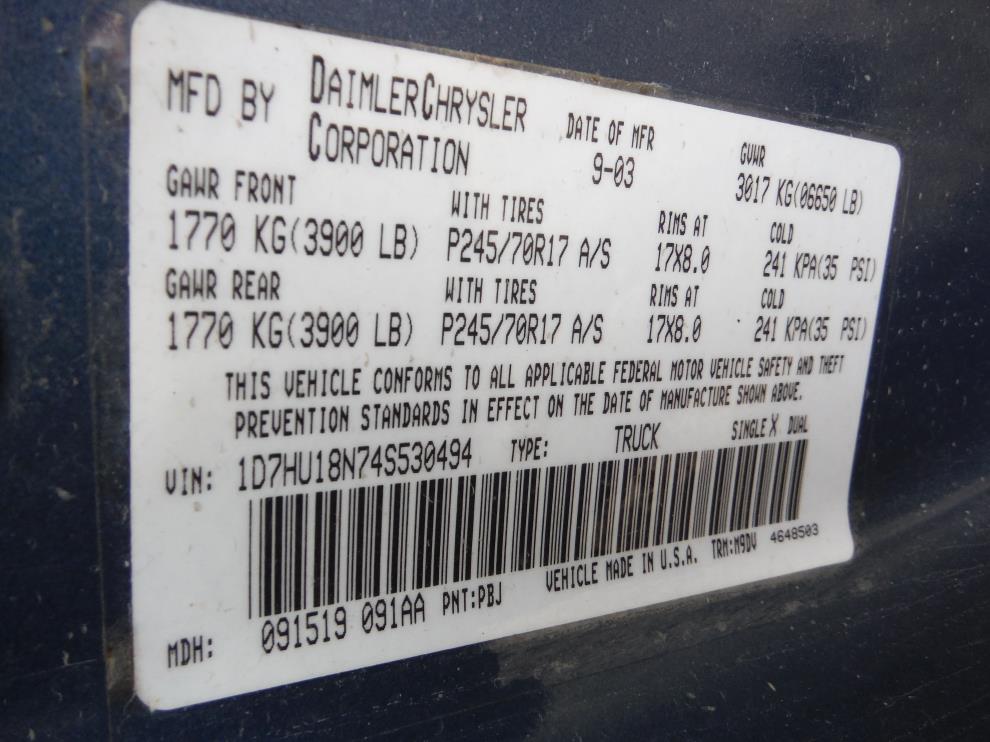 MFD BY DAIMLERCHRYSLER CORPORATION DATE OF MFR 9-03 GVWR 3017 KG(06650 LB)
GAWR FRONT WITH TIRES RIMS AT COLD
1770 KG(3900 LB) P245/70R17 A/S 17X8.0 241 KPA(35 PSI)
GAWR REAR WITH TIRES RIMS AT COLD
1770 KG(3900 LB) P245/70R17 A/S 17X8.0 241 KPA(35 PSI)
THIS VEHICLE CONFORMS TO ALL APPLICABLE FEDERAL MOTOR VEHICLE SAFETY AND THEFT
PREVENTION STANDARDS IN EFFECT ON THE DATE OF MANUFACTURE SHOWN ABOVE.
VIN: 1D7HU18N74S530494 TYPE: TRUCK SINGLE X DUAL
MDH: 091519 091AA PNT:PBJ VEHICLE MADE IN U.S.A. TRM:M9DV 4648503